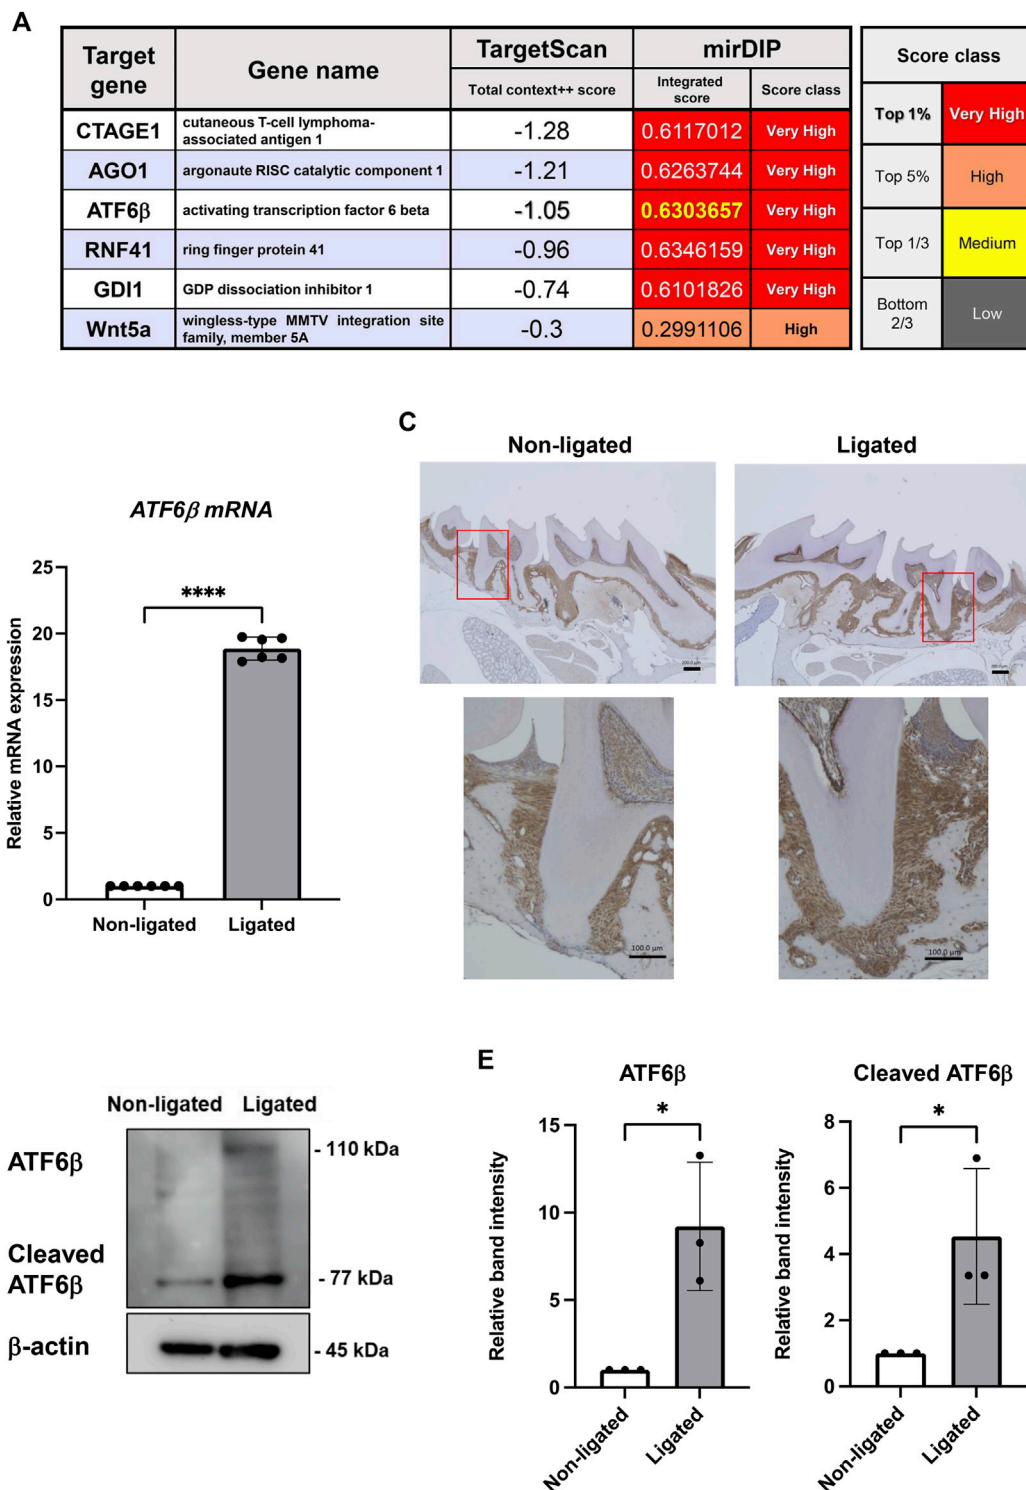 A
Target gene
Gene name
TargetScan
mirDIP
Total context++ score
Integrated score
Score class
CTAGE1
cutaneous T-cell lymphoma-associated antigen 1
-1.28
0.6117012
Very High
AGO1
argonaute RISC catalytic component 1
-1.21
0.6263744
Very High
ATF6β
activating transcription factor 6 beta
-1.05
0.6303657
Very High
RNF41
ring finger protein 41
-0.96
0.6346159
Very High
GDI1
GDP dissociation inhibitor 1
-0.74
0.6101826
Very High
Wnt5a
wingless-type MMTV integration site family, member 5A
-0.3
0.2991106
High
Score class
Top 1%
Very High
Top 5%
High
Top 1/3
Medium
Bottom 2/3
Low
ATF6β mRNA
Relative mRNA expression
25
20
15
10
5
0
****
Non-ligated
Ligated
C
Non-ligated
Ligated
100.0 µm
100.0 µm
Non-ligated
Ligated
ATF6β
- 110 kDa
Cleaved
ATF6β
- 77 kDa
β-actin
- 45 kDa
E
ATF6β
Relative band intensity
15
10
5
0
*
Non-ligated
Ligated
Cleaved ATF6β
Relative band intensity
8
6
4
2
0
*
Non-ligated
Ligated